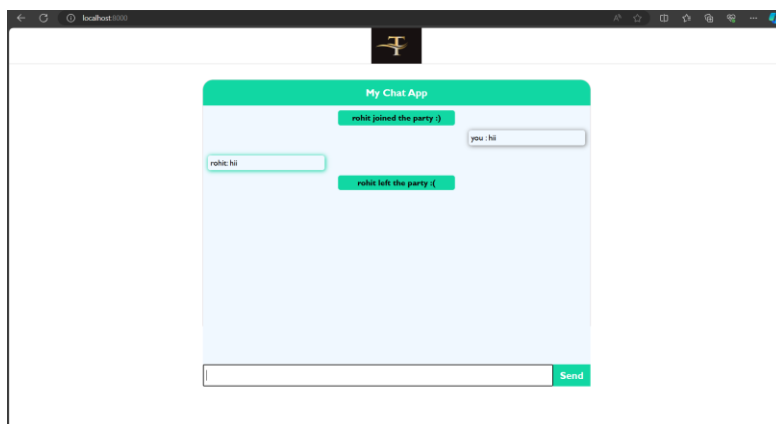 localhost:8000
T
My Chat App
rohit joined the party :)
you : hii
rohit: hii
rohit left the party :(
Send